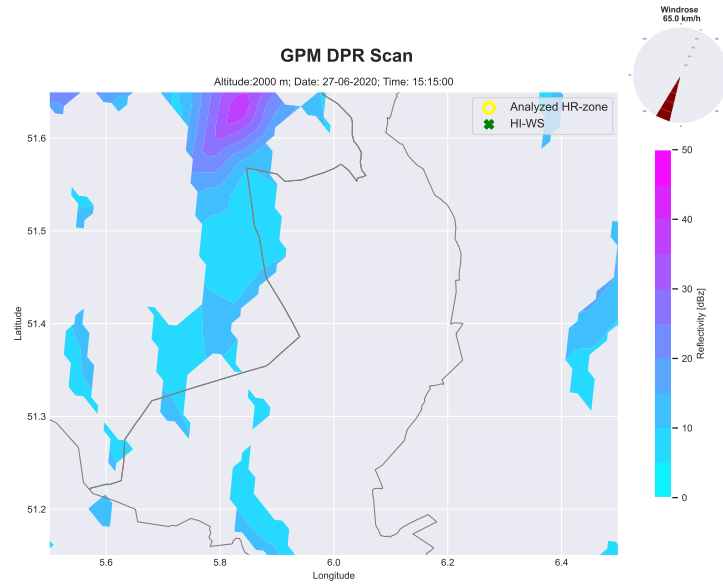 Windrose
65.0 km/h
GPM DPR Scan
Altitude:2000 m; Date: 27-06-2020; Time: 15:15:00
Analyzed HR-zone
HI-WS
51.6
51.5
51.4
51.3
51.2
Latitude
5.6
5.8
6.0
6.2
6.4
Longitude
50
40
30
20
10
0
Reflectivity [dBz]